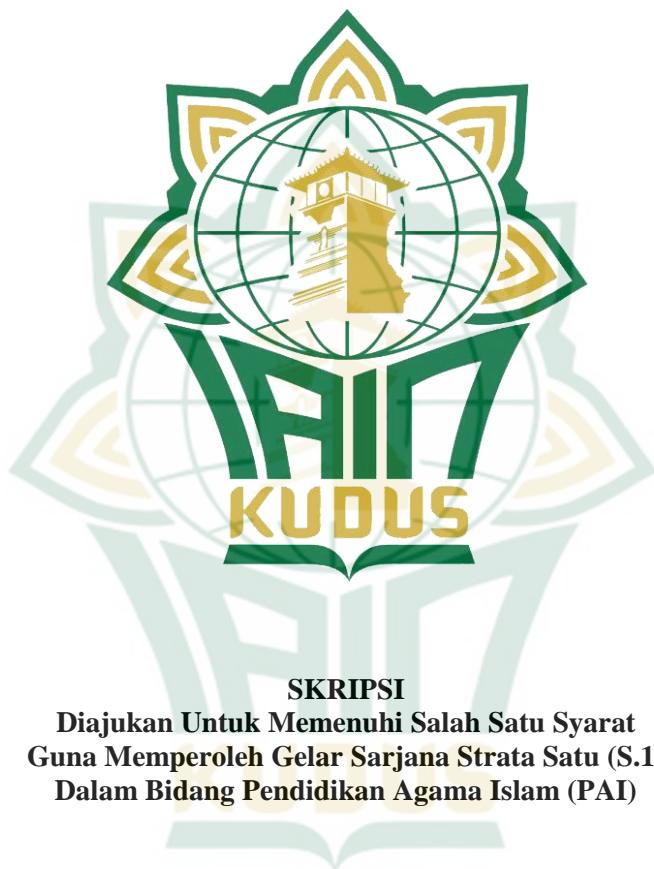 IAIN
KUDUS
SKRIPSI
Diajukan Untuk Memenuhi Salah Satu Syarat
Guna Memperoleh Gelar Sarjana Strata Satu (S.1
Dalam Bidang Pendidikan Agama Islam (PAI)